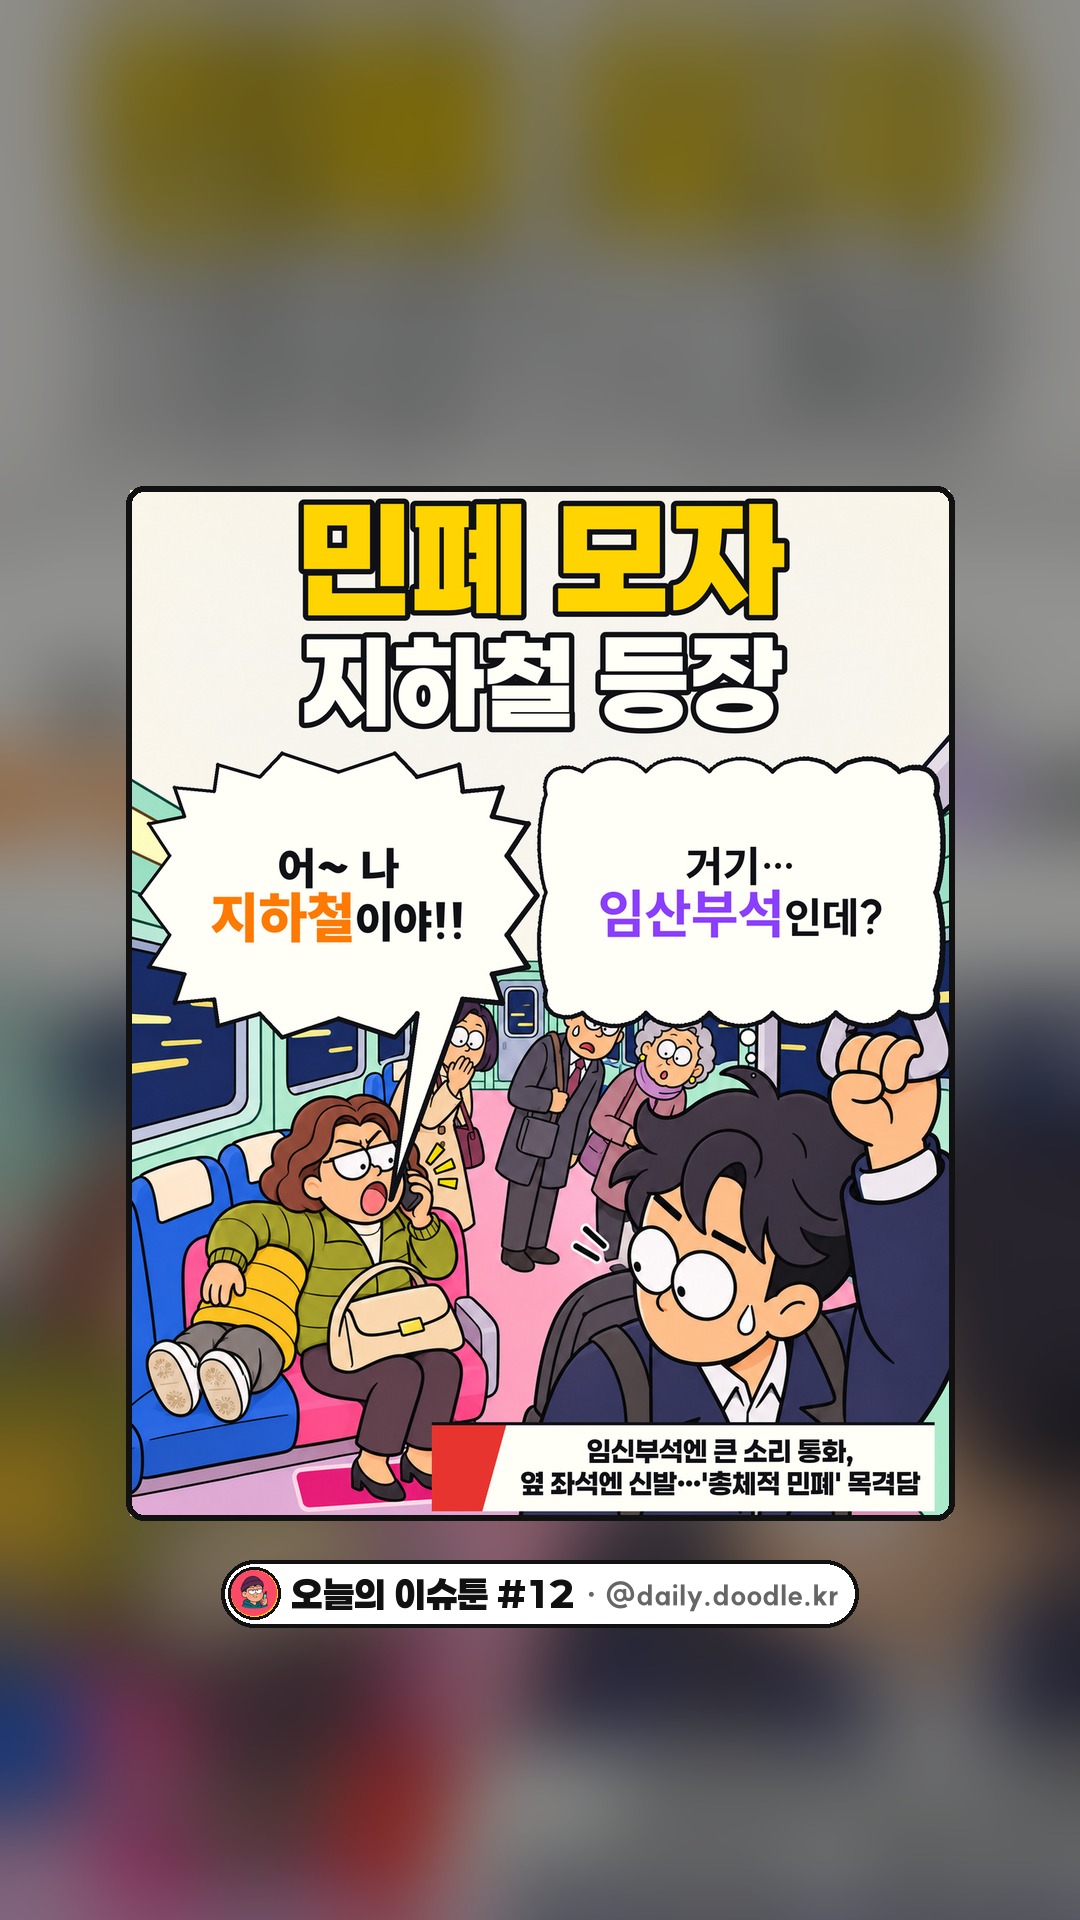 민폐 모자
지하철 등장
어~ 나
지하철이야!!
거기…
임산부석인데?
임신부석엔 큰 소리 통화,
옆 좌석엔 신발…'총체적 민폐' 목격담
오늘의 이슈툰 #12 · @daily.doodle.kr